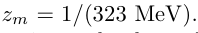 z_m = 1/(323 MeV).